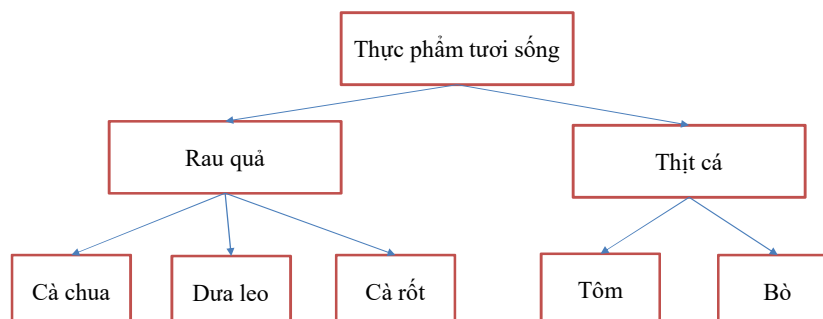 Thực phẩm tươi sống
Rau quả
Thịt cá
Cà chua
Dưa leo
Cà rốt
Tôm
Bò